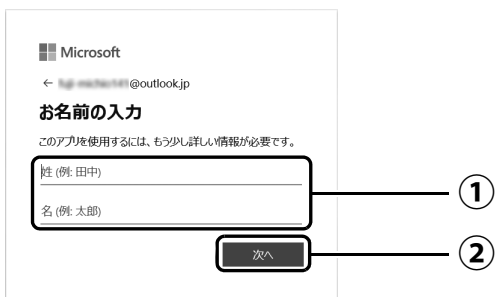 Microsoft
← @outlook.jp
お名前の入力
このアプリを使用するには、もう少し詳しい情報が必要です。
姓 (例: 田中)
①
名 (例: 太郎)
次へ
②